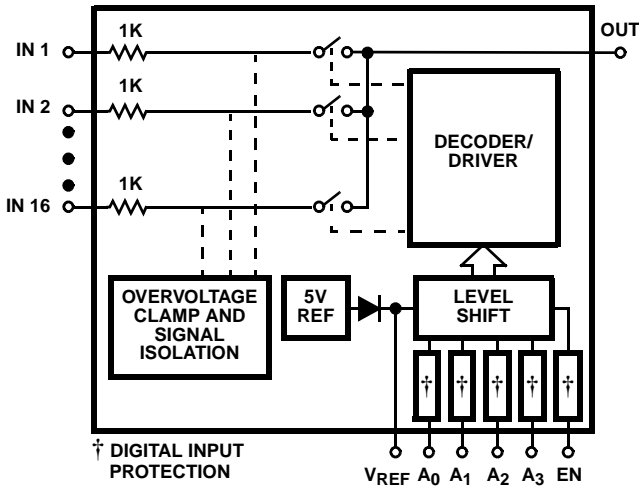 IN 1
1K
OUT
IN 2
1K
IN 16
1K
DECODER/
DRIVER
OVERVOLTAGE
CLAMP AND
SIGNAL
ISOLATION
5V
REF
LEVEL
SHIFT
† † † † †
† DIGITAL INPUT
PROTECTION
VREF A0 A1 A2 A3 EN